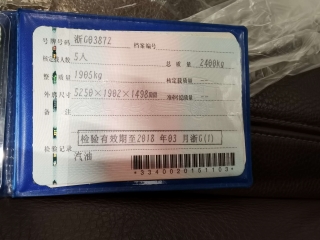 号牌号码 浙G03872 档案编号
核定载人数 5人 总质量 2400kg
整备质量 1905kg 核定载质量 --
外廓尺寸 5250×1902×1498mm 准牵引总质量 --
备注
检验有效期至2018年03月浙G(7)
检验记录 汽油
*3340020151103*